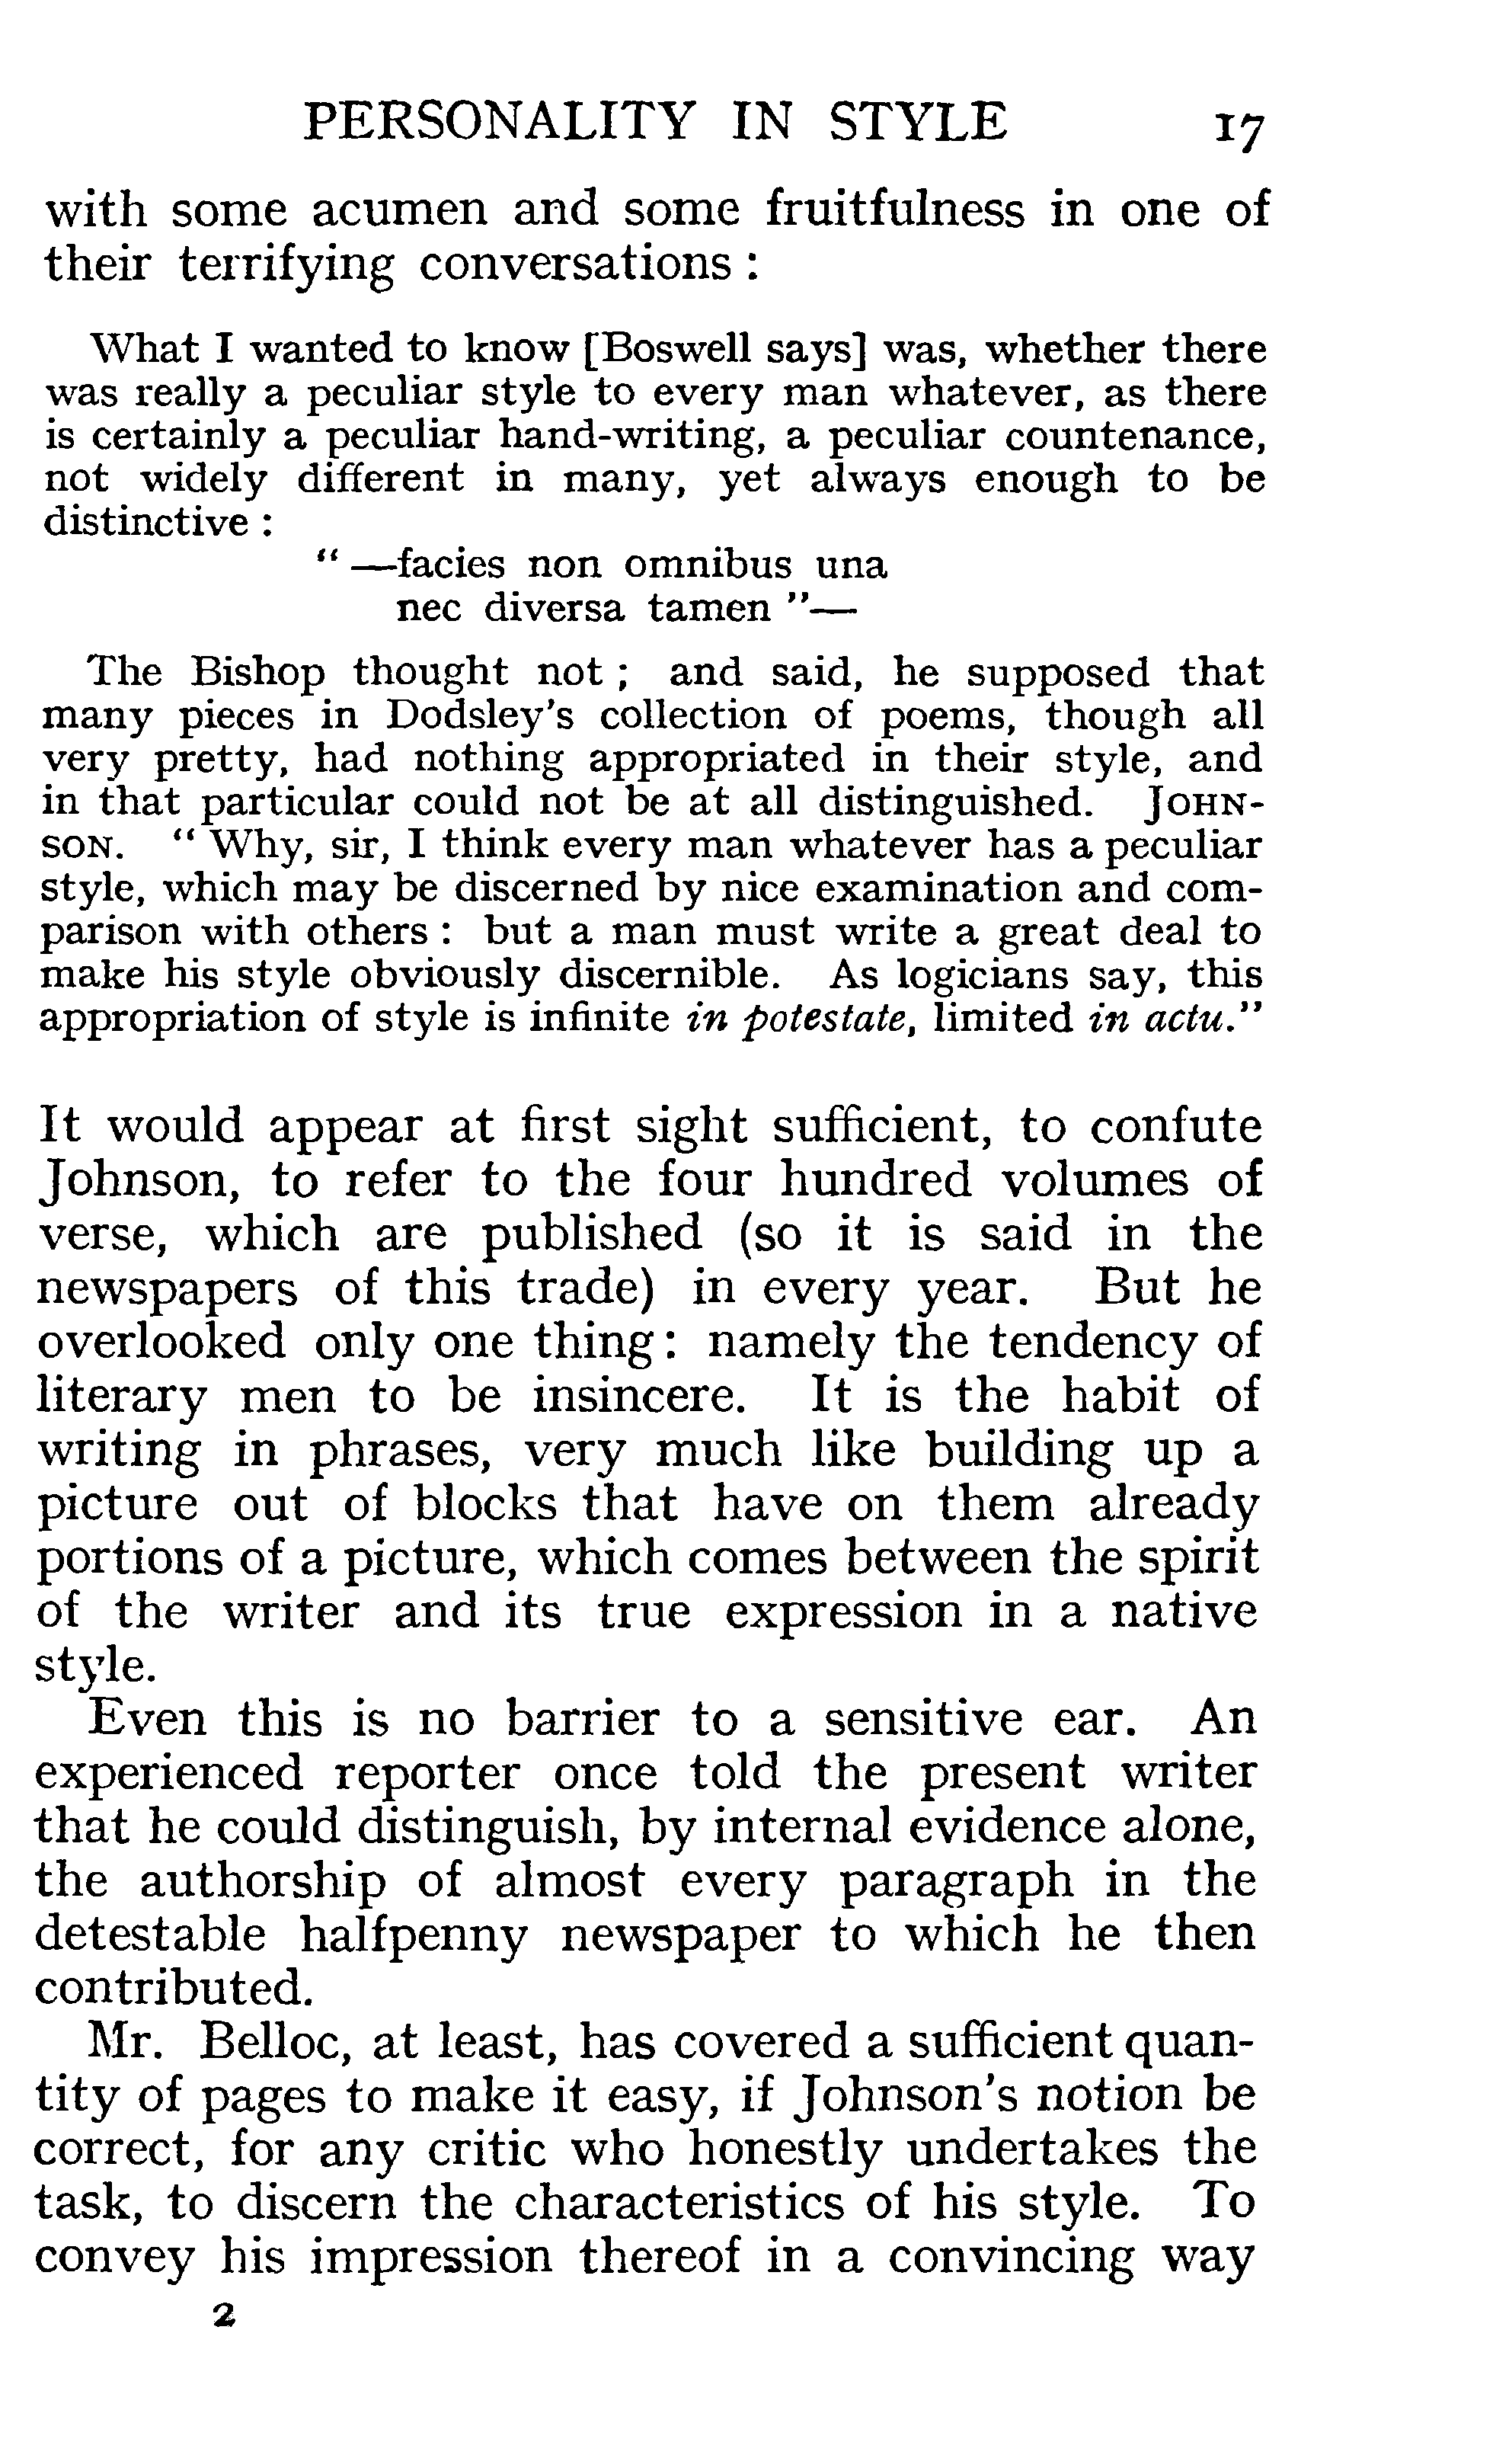 PERSONALITY IN STYLE 17
with some acumen and some fruitfulness in one of
their terrifying conversations :
What I wanted to know [Boswell says] was, whether there
was really a peculiar style to every man whatever, as there
is certainly a peculiar hand-writing, a peculiar countenance,
not widely different in many, yet always enough to be
distinctive :
“ —facies non omnibus una
nec diversa tamen ”—
The Bishop thought not ; and said, he supposed that
many pieces in Dodsley's collection of poems, though all
very pretty, had nothing appropriated in their style, and
in that particular could not be at all distinguished. JOHN-
SON. “ Why, sir, I think every man whatever has a peculiar
style, which may be discerned by nice examination and com-
parison with others : but a man must write a great deal to
make his style obviously discernible. As logicians say, this
appropriation of style is infinite in potestate, limited in actu.”
It would appear at first sight sufficient, to confute
Johnson, to refer to the four hundred volumes of
verse, which are published (so it is said in the
newspapers of this trade) in every year. But he
overlooked only one thing : namely the tendency of
literary men to be insincere. It is the habit of
writing in phrases, very much like building up a
picture out of blocks that have on them already
portions of a picture, which comes between the spirit
of the writer and its true expression in a native
style.
Even this is no barrier to a sensitive ear. An
experienced reporter once told the present writer
that he could distinguish, by internal evidence alone,
the authorship of almost every paragraph in the
detestable halfpenny newspaper to which he then
contributed.
Mr. Belloc, at least, has covered a sufficient quan-
tity of pages to make it easy, if Johnson's notion be
correct, for any critic who honestly undertakes the
task, to discern the characteristics of his style. To
convey his impression thereof in a convincing way
2